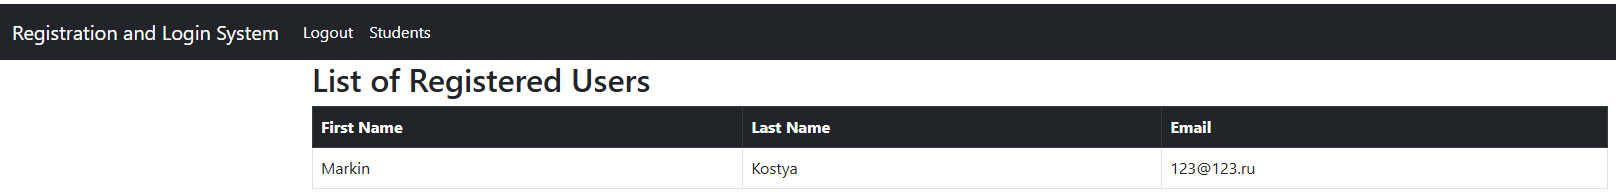 Registration and Login System Logout Students
List of Registered Users
First Name Last Name Email
Markin Kostya 123@123.ru